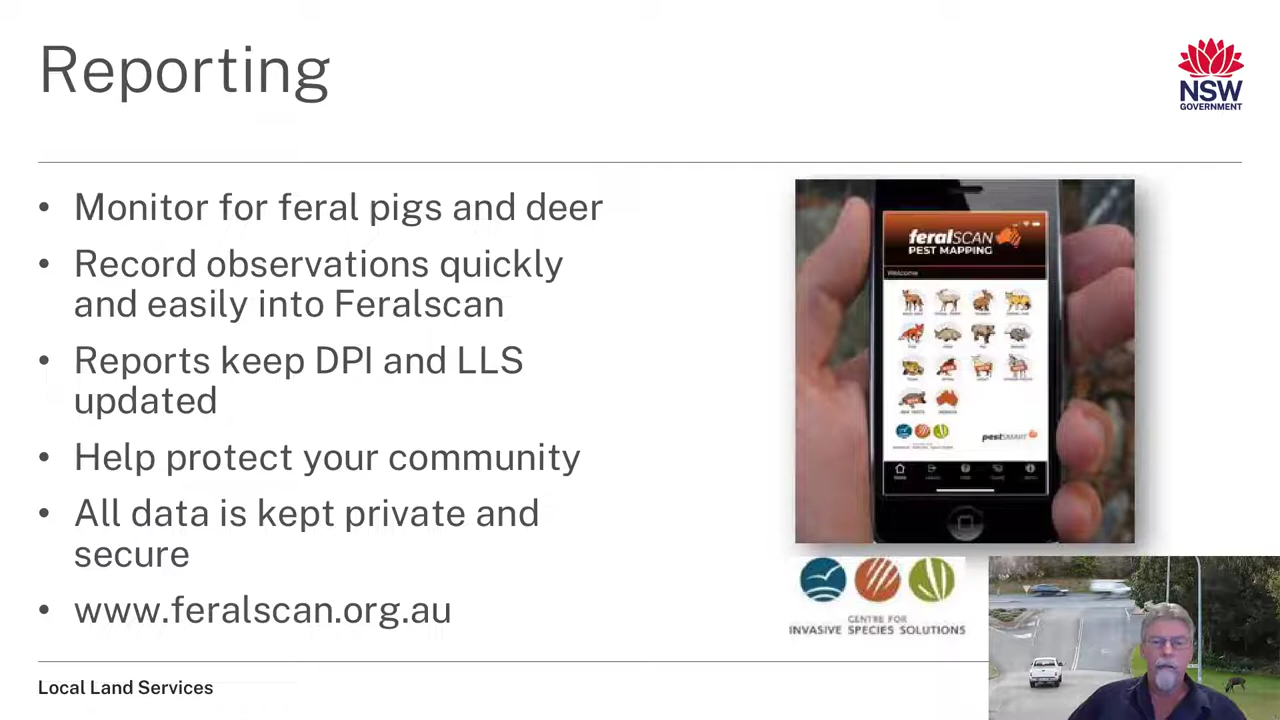 Reporting
NSW
GOVERNMENT
• Monitor for feral pigs and deer
• Record observations quickly
and easily into Feralscan
• Reports keep DPI and LLS
updated
• Help protect your community
• All data is kept private and
secure
• www.feralscan.org.au
feralSCAN
PEST MAPPING
Welcome
pestSMART
CENTRE FOR
INVASIVE SPECIES SOLUTIONS
Local Land Services